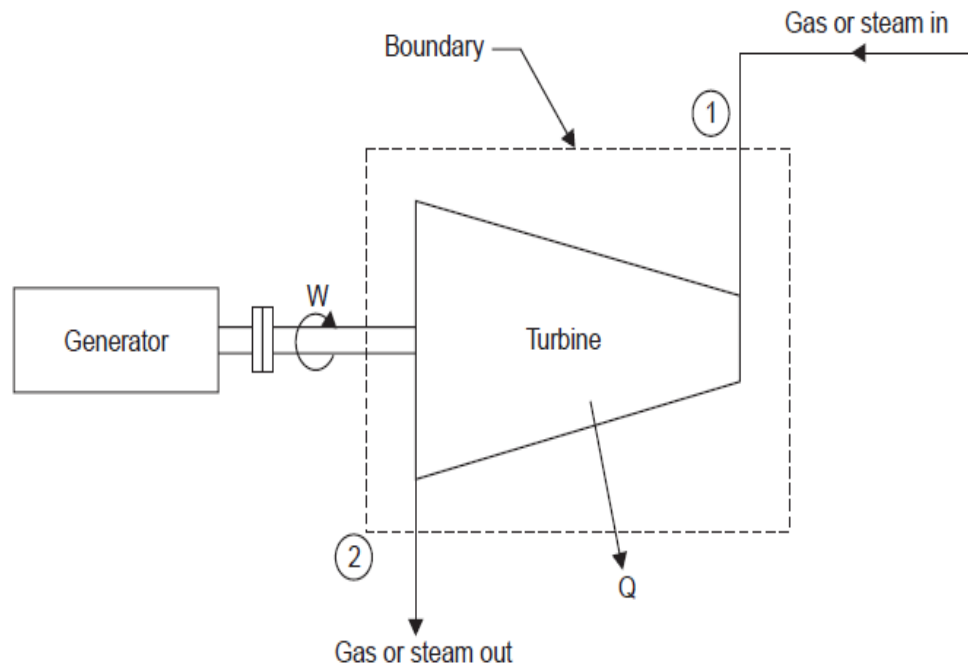 Gas or steam in
Boundary
1
W
Generator
Turbine
2
Q
Gas or steam out